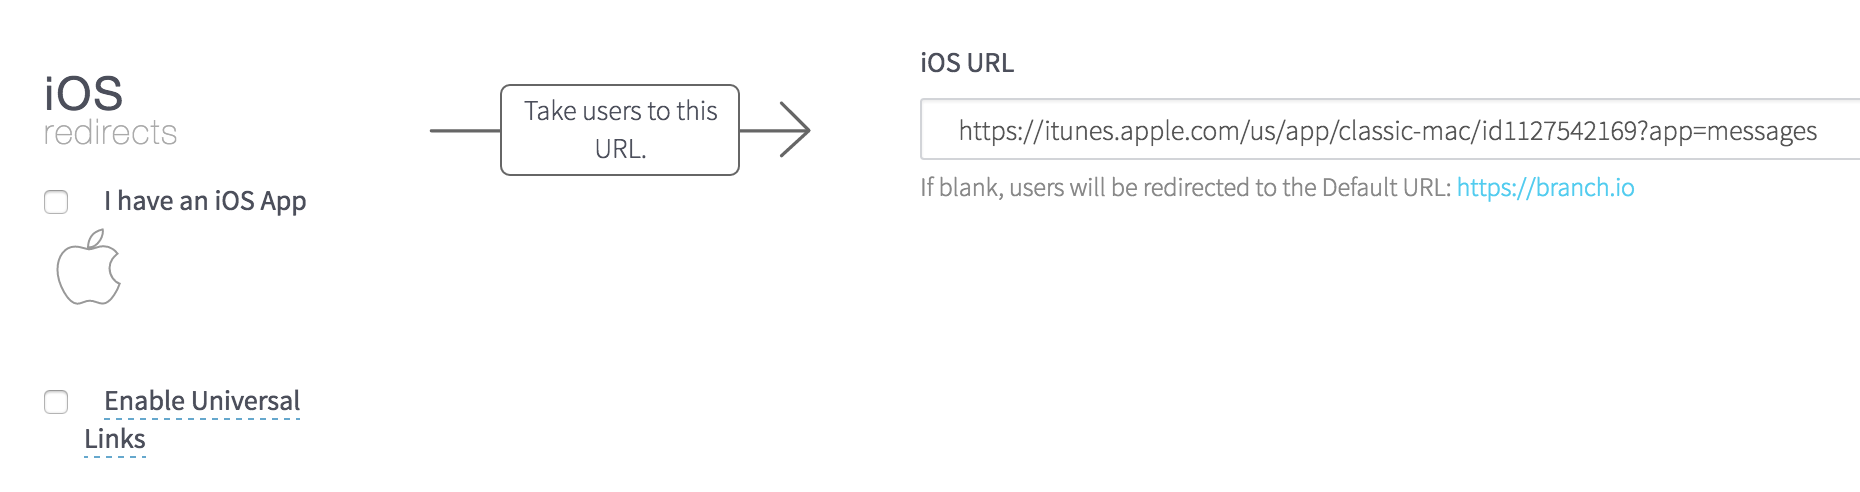 iOS
redirects
I have an iOS App
Enable Universal
Links
Take users to this
URL.
iOS URL
https://itunes.apple.com/us/app/classic-mac/id1127542169?app=messages
If blank, users will be redirected to the Default URL: https://branch.io